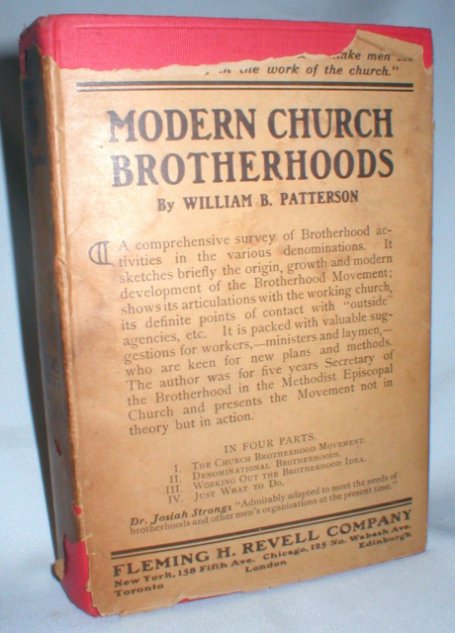 make men see
the work of the church."
MODERN CHURCH
BROTHERHOODS
By WILLIAM B. PATTERSON
A comprehensive survey of Brotherhood ac-
tivities in the various denominations. It
sketches briefly the origin, growth and modern
development of the Brotherhood Movement;
shows its articulations with the working church,
its definite points of contact with "outside"
agencies, etc. It is packed with valuable sug-
gestions for workers,—ministers and laymen,—
who are keen for new plans and methods.
The author was for five years Secretary of
the Brotherhood in the Methodist Episcopal
Church and presents the Movement not in
theory but in action.
IN FOUR PARTS.
I. THE CHURCH BROTHERHOOD MOVEMENT.
II. DENOMINATIONAL BROTHERHOODS.
III. WORKING OUT THE BROTHERHOOD IDEA.
IV. JUST WHAT TO DO.
Dr. Josiah Strong: "Admirably adapted to meet the needs of
brotherhoods and other men's organizations at the present time."
FLEMING H. REVELL COMPANY
New York, 158 Fifth Ave. Chicago, 125 No. Wabash Ave.
Toronto London Edinburgh